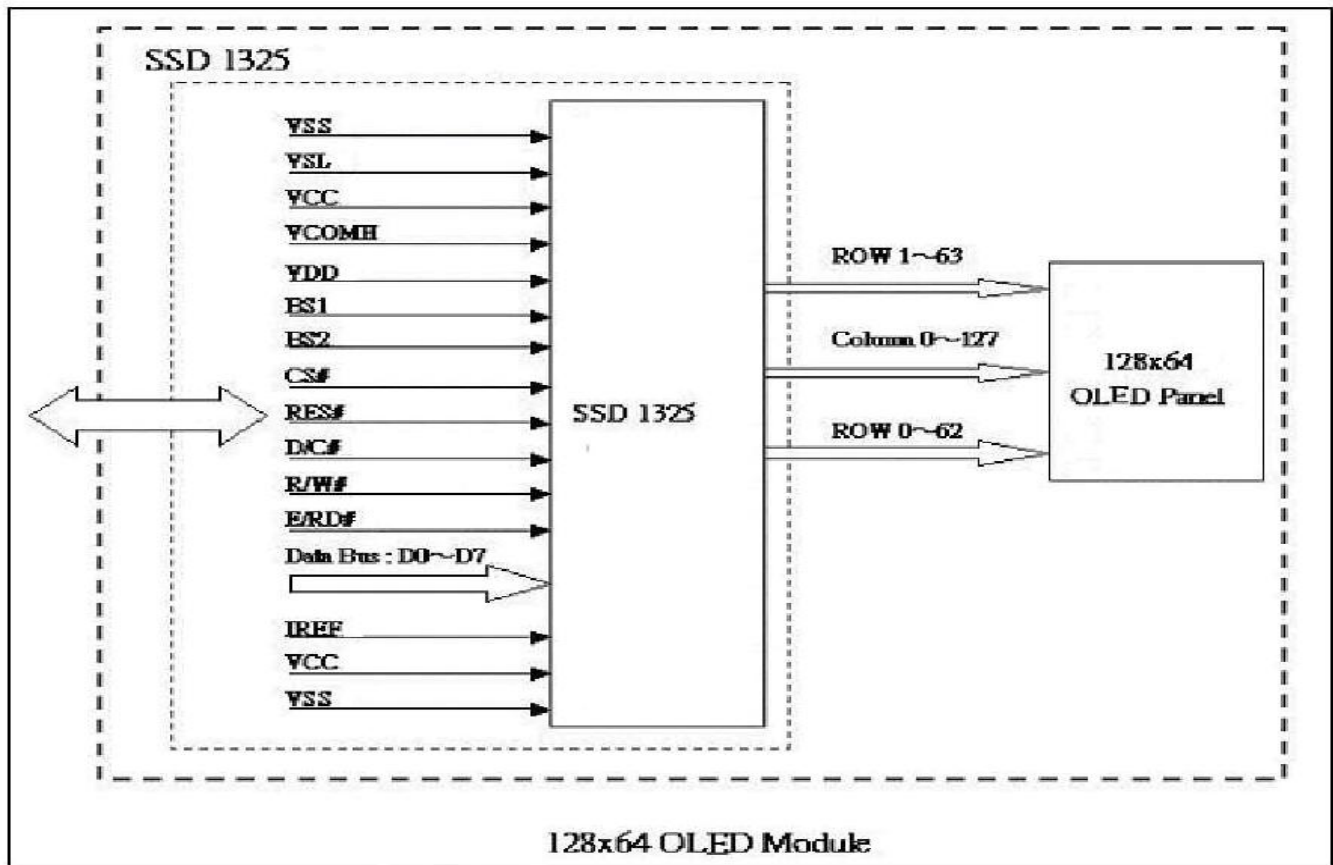 SSD 1325
VSS
VSL
VCC
VCOMH
VDD
BS1
BS2
CS#
RES#
D/C#
R/W#
E/RD#
Data Bus : D0～D7
IREF
VCC
VSS
SSD 1325
ROW 1～63
Column 0～127
ROW 0～62
128x64
OLED Panel
128x64 OLED Module